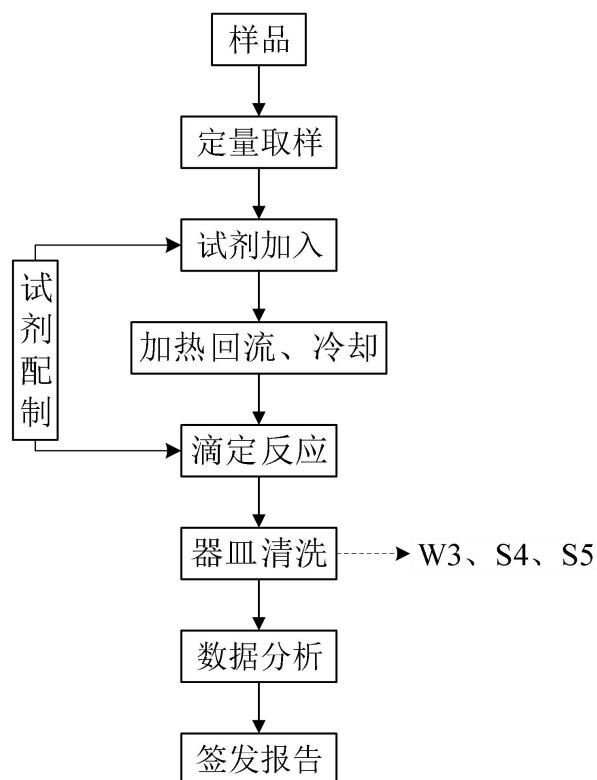 样品
定量取样
试剂加入
试剂配制
加热回流、冷却
滴定反应
器皿清洗
W3、S4、S5
数据分析
签发报告